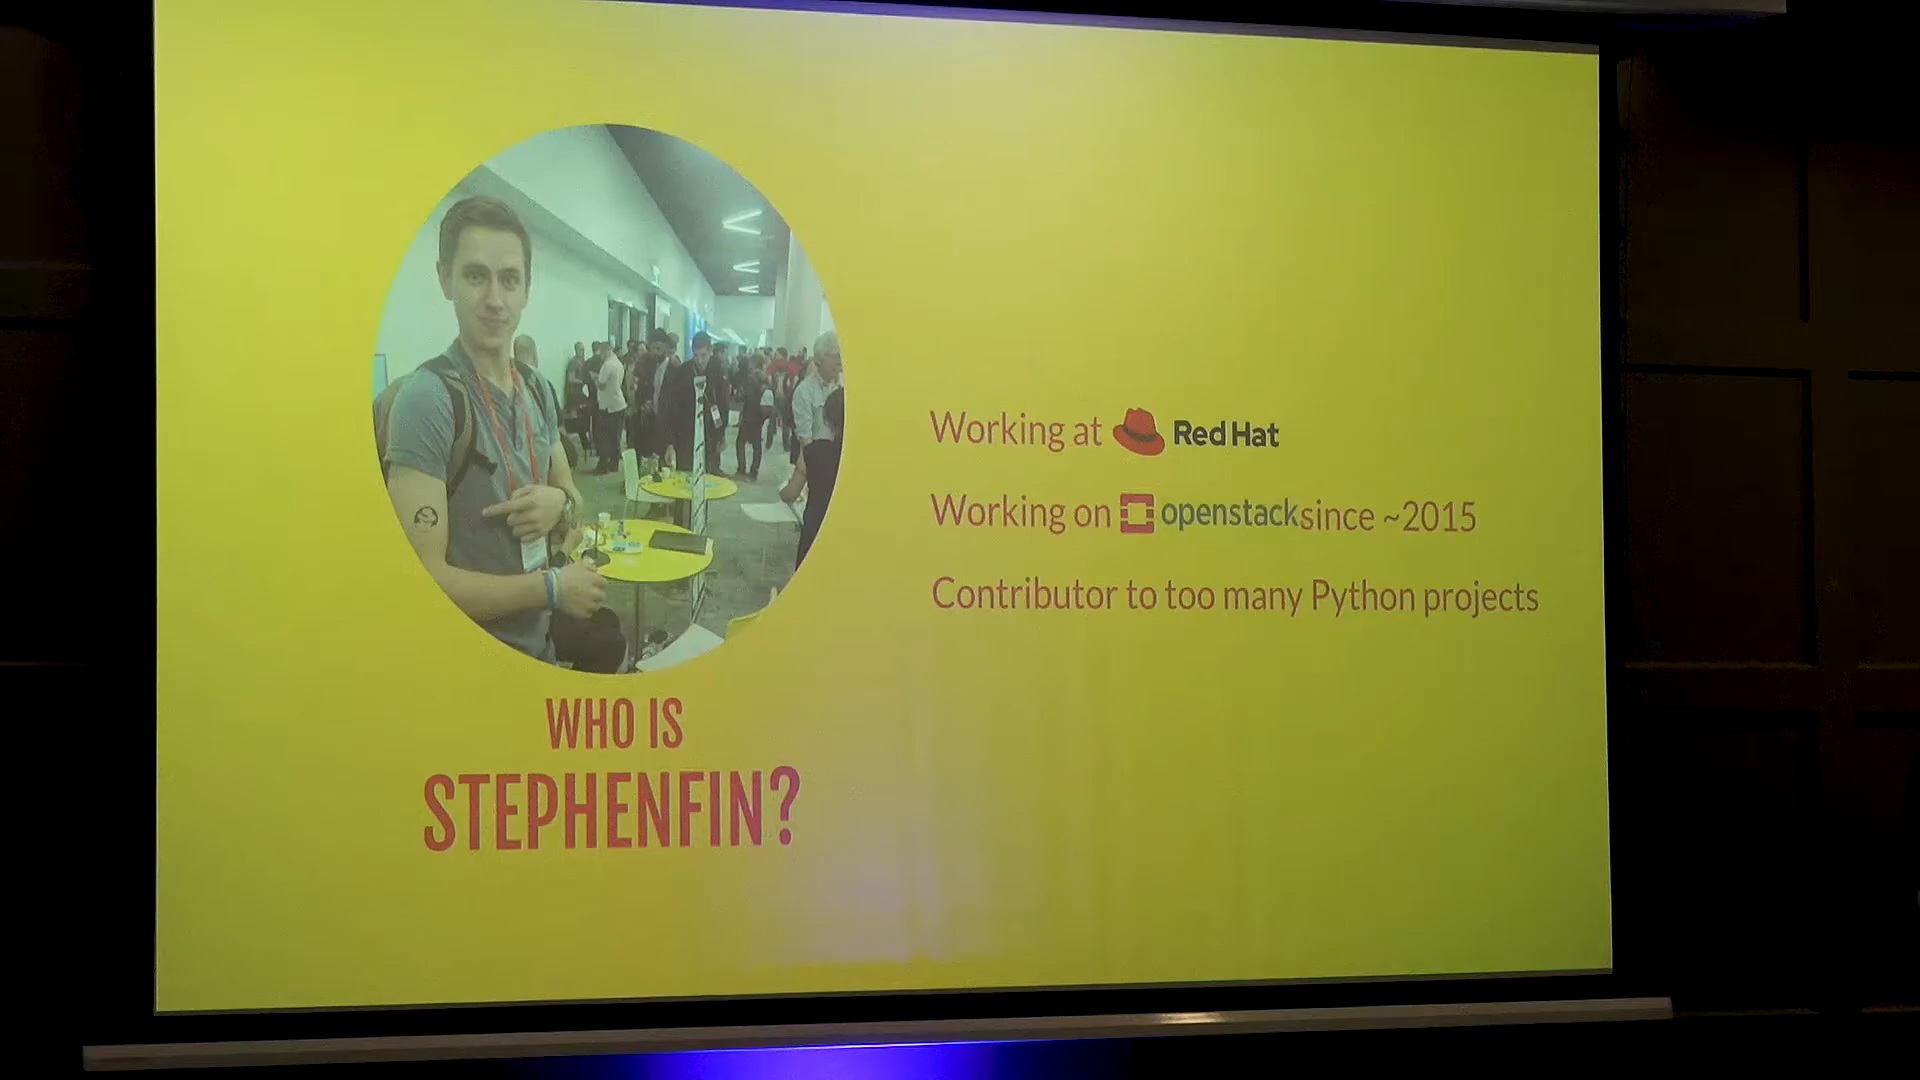 WHO IS
STEPHENFIN?
Working at Red Hat
Working on openstack since ~2015
Contributor to too many Python projects